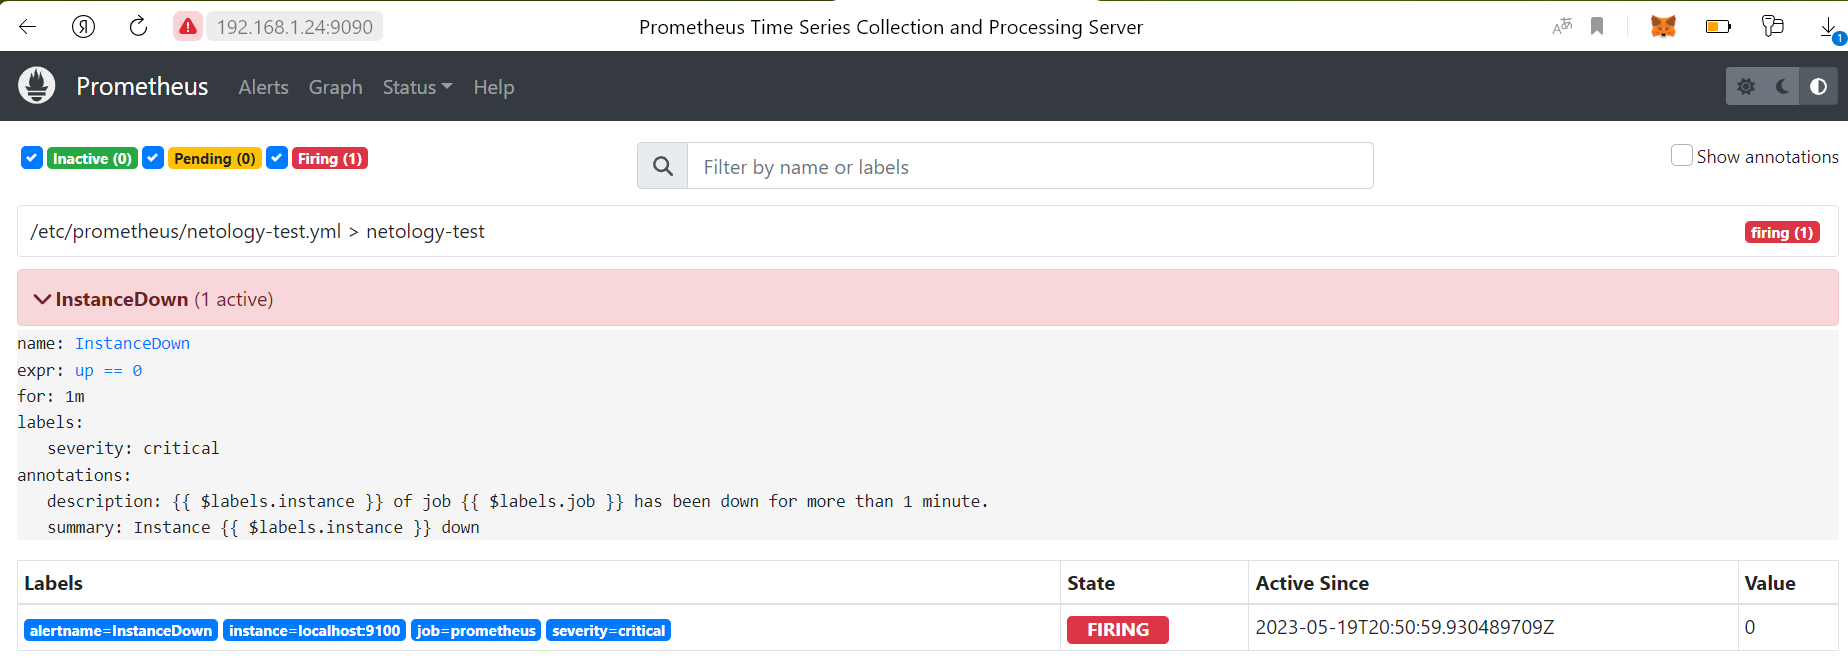 Я 192.168.1.24:9090 Prometheus Time Series Collection and Processing Server 1
Prometheus Alerts Graph Status Help
Inactive (0) Pending (0) Firing (1) Filter by name or labels Show annotations
/etc/prometheus/netology-test.yml > netology-test firing (1)
InstanceDown (1 active)
name: InstanceDown
expr: up == 0
for: 1m
labels:
severity: critical
annotations:
description: {{ $labels.instance }} of job {{ $labels.job }} has been down for more than 1 minute.
summary: Instance {{ $labels.instance }} down
Labels State Active Since Value
alertname=InstanceDown instance=localhost:9100 job=prometheus severity=critical FIRING 2023-05-19T20:50:59.930489709Z 0